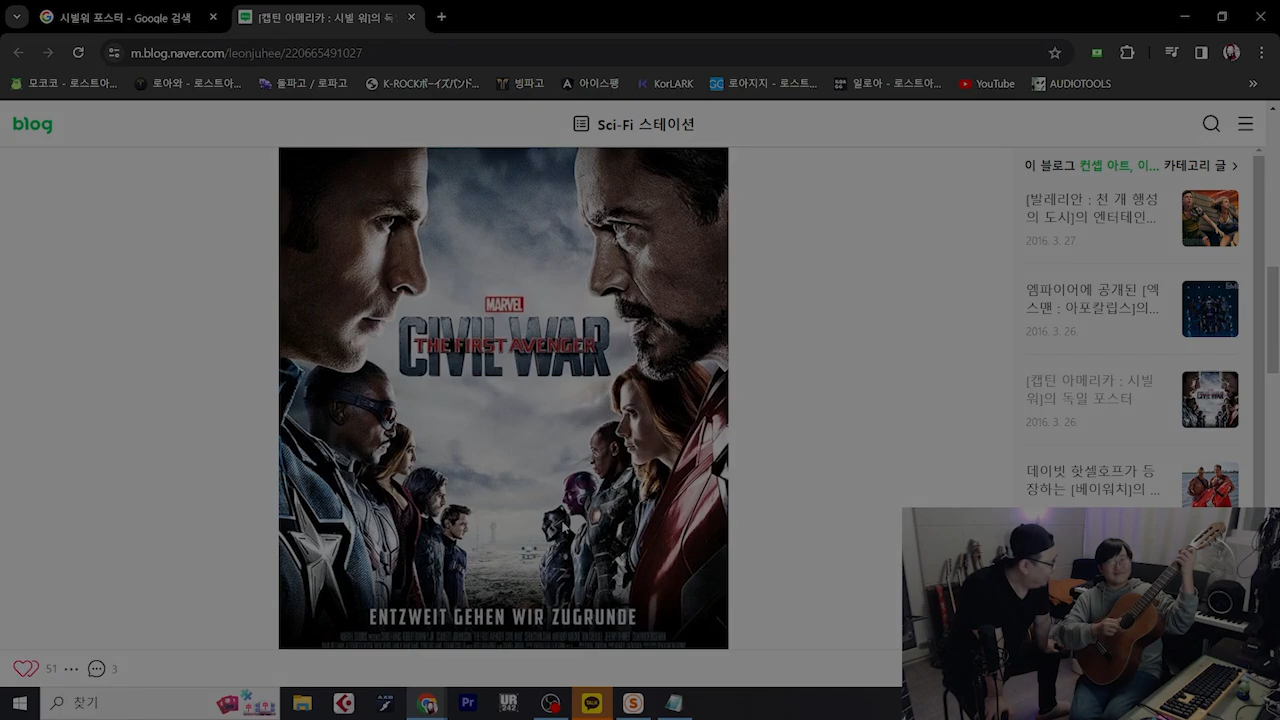 시빌워 포스터 - Google 검색
[캡틴 아메리카 : 시빌 워]의 독
m.blog.naver.com/leonjuhee/220665491027
모코코 - 로스트아...
로아와 - 로스트아...
돌파고 / 로파고
K-ROCKボーイズバンド...
빙파고
아이스펭
KorLARK
로아지지 - 로스트...
일로아 - 로스트아...
YouTube
AUDIOTOOLS
blog
Sci-Fi 스테이션
이 블로그 컨셉 아트, 이... 카테고리 글
[발레리안 : 천 개 행성
의 도시]의 엔터테인...
2016. 3. 27.
엠파이어에 공개된 [엑
스맨 : 아포칼립스]의...
2016. 3. 26.
[캡틴 아메리카 : 시빌
워]의 독일 포스터
2016. 3. 26.
데이빗 핫셀호프가 등
장하는 [베이워치]의 ...
MARVEL
CIVIL WAR
THE FIRST AVENGER
ENTZWEIT GEHEN WIR ZUGRUNDE
51
3
찾기
Pr
UR
242
TALK
S